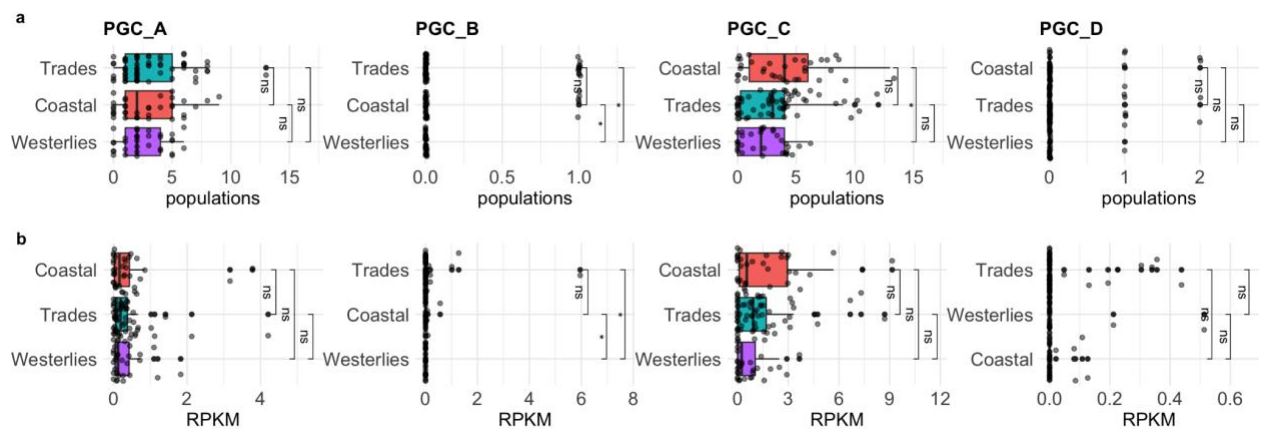 a
PGC_A
PGC_B
PGC_C
PGC_D
Trades
Coastal
Westerlies
ns
ns
ns
0 5 10 15
populations
Trades
Coastal
Westerlies
ns
*
*
0.0 0.5 1.0
populations
Coastal
Trades
Westerlies
ns
ns
*
0 5 10 15
populations
Coastal
Trades
Westerlies
ns
ns
ns
0 1 2
populations
b
Coastal
Trades
Westerlies
ns
ns
ns
0 2 4
RPKM
Trades
Coastal
Westerlies
ns
*
*
0 2 4 6 8
RPKM
Coastal
Trades
Westerlies
ns
ns
ns
0 3 6 9 12
RPKM
Trades
Westerlies
Coastal
ns
ns
ns
0.0 0.2 0.4 0.6
RPKM